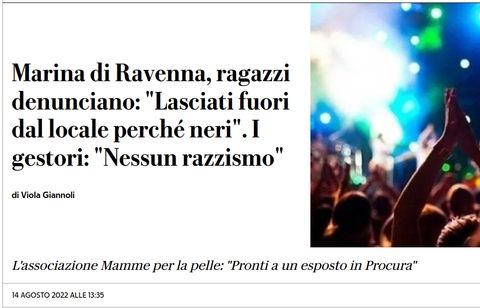 Marina di Ravenna, ragazzi
denunciano: "Lasciati fuori
dal locale perché neri". I
gestori: "Nessun razzismo"
di Viola Giannoli
L'associazione Mamme per la pelle: "Pronti a un esposto in Procura"
14 AGOSTO 2022 ALLE 13:35